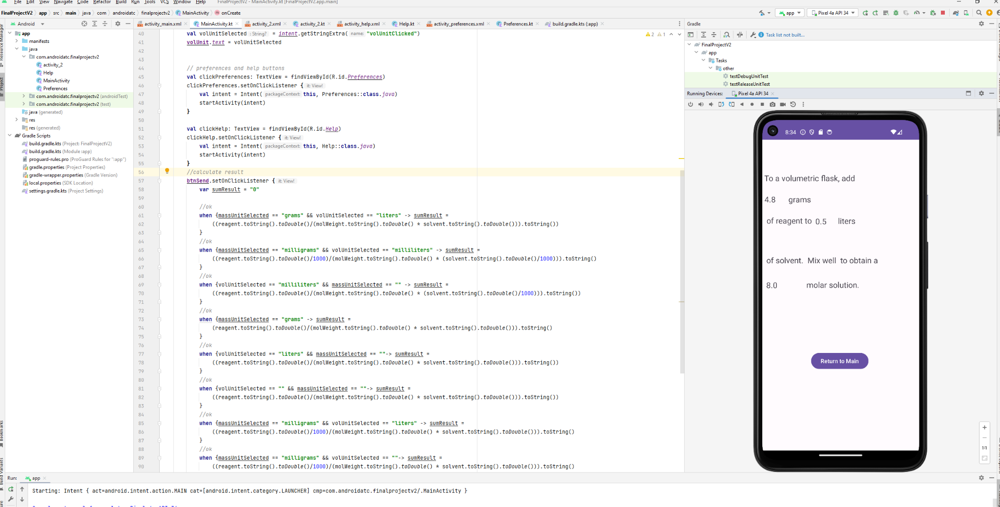 File Edit View Navigate Code Refactor Build Run Tools VCS Window Help FinalProjectV2 - MainActivity.kt [FinalProjectV2.app.main]
FinalProjectV2 app src main java com androidatc finalprojectv2 MainActivity onCreate app Pixel 4a API 34
Android
activity_main.xml MainActivity.kt activity_2.xml activity_2.kt activity_help.xml Help.kt activity_preferences.xml Preferences.kt build.gradle.kts (:app)
Resource Manager
Project
Bookmarks
Build Variants
app
manifests
java
com.androidatc.finalprojectv2
activity_2
Help
MainActivity
Preferences
com.androidatc.finalprojectv2 (androidTest)
com.androidatc.finalprojectv2 (test)
java (generated)
res
res (generated)
Gradle Scripts
build.gradle.kts (Project: FinalProjectV2)
build.gradle.kts (Module :app)
proguard-rules.pro (ProGuard Rules for ":app")
gradle.properties (Project Properties)
gradle-wrapper.properties (Gradle Version)
local.properties (SDK Location)
settings.gradle.kts (Project Settings)
2 1
40 val volUnitSelected : String? = intent.getStringExtra( name: "volUnitClicked")
41 volUnit.text = volUnitSelected
42
43
44 // preferences and help buttons
45 val clickPreferences: TextView = findViewById(R.id.Preferences)
46 clickPreferences.setOnClickListener { it: View!
47 val intent = Intent( packageContext: this, Preferences::class.java)
48 startActivity(intent)
49 }
50
51 val clickHelp: TextView = findViewById(R.id.Help)
52 clickHelp.setOnClickListener { it: View!
53 val intent = Intent( packageContext: this, Help::class.java)
54 startActivity(intent)
55 }
56 //calculate result
57 btnSend.setOnClickListener { it: View!
58 var sumResult = "0"
59
60 //ok
61 when {massUnitSelected == "grams" && volUnitSelected == "liters" -> sumResult =
62 ((reagent.toString().toDouble()/(molWeight.toString().toDouble() * solvent.toString().toDouble())).toString())
63 }
64 //ok
65 when {massUnitSelected == "milligrams" && volUnitSelected == "milliliters" -> sumResult =
66 ((reagent.toString().toDouble()/1000)/(molWeight.toString().toDouble() * (solvent.toString().toDouble()/1000))).toString()
67 }
68 //ok
69 when {volUnitSelected == "milliliters" && massUnitSelected == "" -> sumResult =
70 ((reagent.toString().toDouble()/(molWeight.toString().toDouble() * (solvent.toString().toDouble()/1000))).toString())
71 }
72 //ok
73 when {massUnitSelected == "grams" -> sumResult =
74 (reagent.toString().toDouble()/(molWeight.toString().toDouble() * solvent.toString().toDouble())).toString()
75 }
76 //ok
77 when {volUnitSelected == "liters" && massUnitSelected == ""-> sumResult =
78 ((reagent.toString().toDouble()/(molWeight.toString().toDouble() * solvent.toString().toDouble())).toString())
79 }
80 //ok
81 when {volUnitSelected == "" && massUnitSelected == ""-> sumResult =
82 ((reagent.toString().toDouble()/(molWeight.toString().toDouble() * solvent.toString().toDouble())).toString())
83 }
84 //ok
85 when {massUnitSelected == "milligrams" && volUnitSelected == "liters" -> sumResult =
86 ((reagent.toString().toDouble()/1000)/(molWeight.toString().toDouble() * solvent.toString().toDouble())).toString()
87 }
88 //ok
89 when {massUnitSelected == "milligrams" && volUnitSelected == ""-> sumResult =
90 ((reagent.toString().toDouble()/1000)/(molWeight.toString().toDouble() * solvent.toString().toDouble())).toString()
Gradle
Task list not built...
FinalProjectV2
app
Tasks
other
testDebugUnitTest
testReleaseUnitTest
Running Devices: Pixel 4a API 34
8:34
To a volumetric flask, add
4.8 grams
of reagent to 0.5 liters
of solvent. Mix well to obtain a
8.0 molar solution.
Return to Main
1:1
Run: app
Starting: Intent { act=android.intent.action.MAIN cat=[android.intent.category.LAUNCHER] cmp=com.androidatc.finalprojectv2/.MainActivity }